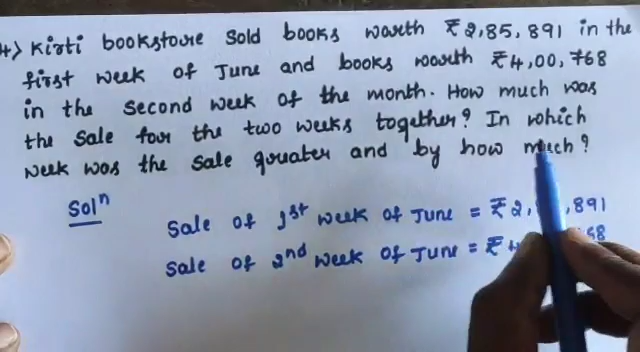 4) Kirti bookstore sold books worth ₹2,85,891 in the
first week of June and books worth ₹4,00,768
in the second week of the month. How much was
the sale for the two weeks together? In which
week was the sale greater and by how much?
Solⁿ
Sale of 1st week of June = ₹2, ,891
Sale of 2nd week of June = ₹4 68